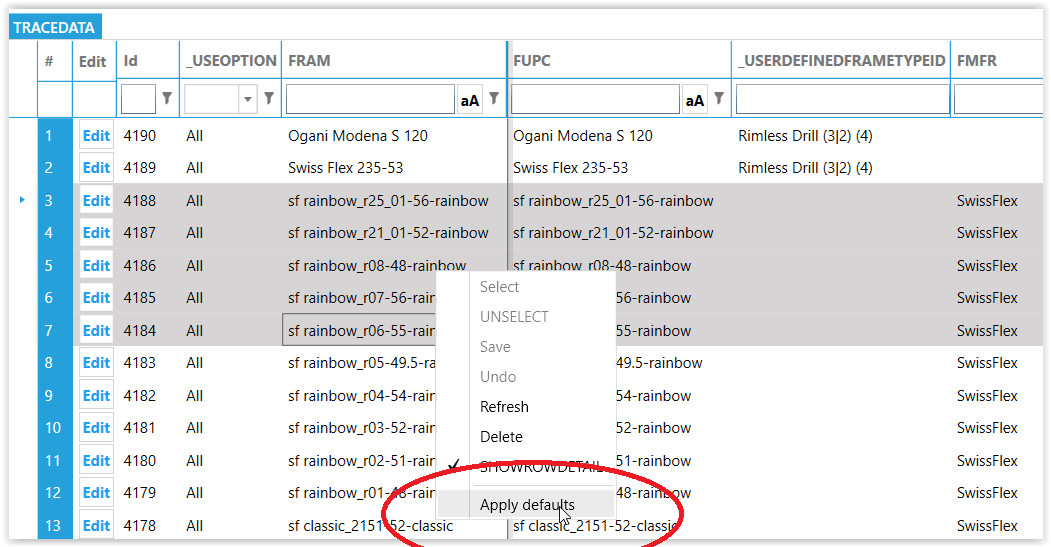 TRACEDATA
# Edit Id _USEOPTION FRAM FUPC _USERDEFINEDFRAMETYPEID FMFR
aA aA
1 Edit 4190 All Ogani Modena S 120 Ogani Modena S 120 Rimless Drill (3|2) (4)
2 Edit 4189 All Swiss Flex 235-53 Swiss Flex 235-53 Rimless Drill (3|2) (4)
3 Edit 4188 All sf rainbow_r25_01-56-rainbow sf rainbow_r25_01-56-rainbow SwissFlex
4 Edit 4187 All sf rainbow_r21_01-52-rainbow sf rainbow_r21_01-52-rainbow SwissFlex
5 Edit 4186 All sf rainbow_r08-48-rainbow sf rainbow_r08-48-rainbow SwissFlex
6 Edit 4185 All sf rainbow_r07-56-rain 56-rainbow SwissFlex
7 Edit 4184 All sf rainbow_r06-55-rain 55-rainbow SwissFlex
8 Edit 4183 All sf rainbow_r05-49.5-ra 49.5-rainbow SwissFlex
9 Edit 4182 All sf rainbow_r04-54-rain 54-rainbow SwissFlex
10 Edit 4181 All sf rainbow_r03-52-rain 52-rainbow SwissFlex
11 Edit 4180 All sf rainbow_r02-51-rain 51-rainbow SwissFlex
12 Edit 4179 All sf rainbow_r01-48-rain 48-rainbow SwissFlex
13 Edit 4178 All sf classic_2151-52-classic sf classic_2151-52-classic SwissFlex
Select
UNSELECT
Save
Undo
Refresh
Delete
SHOWROWDETAIL
Apply defaults